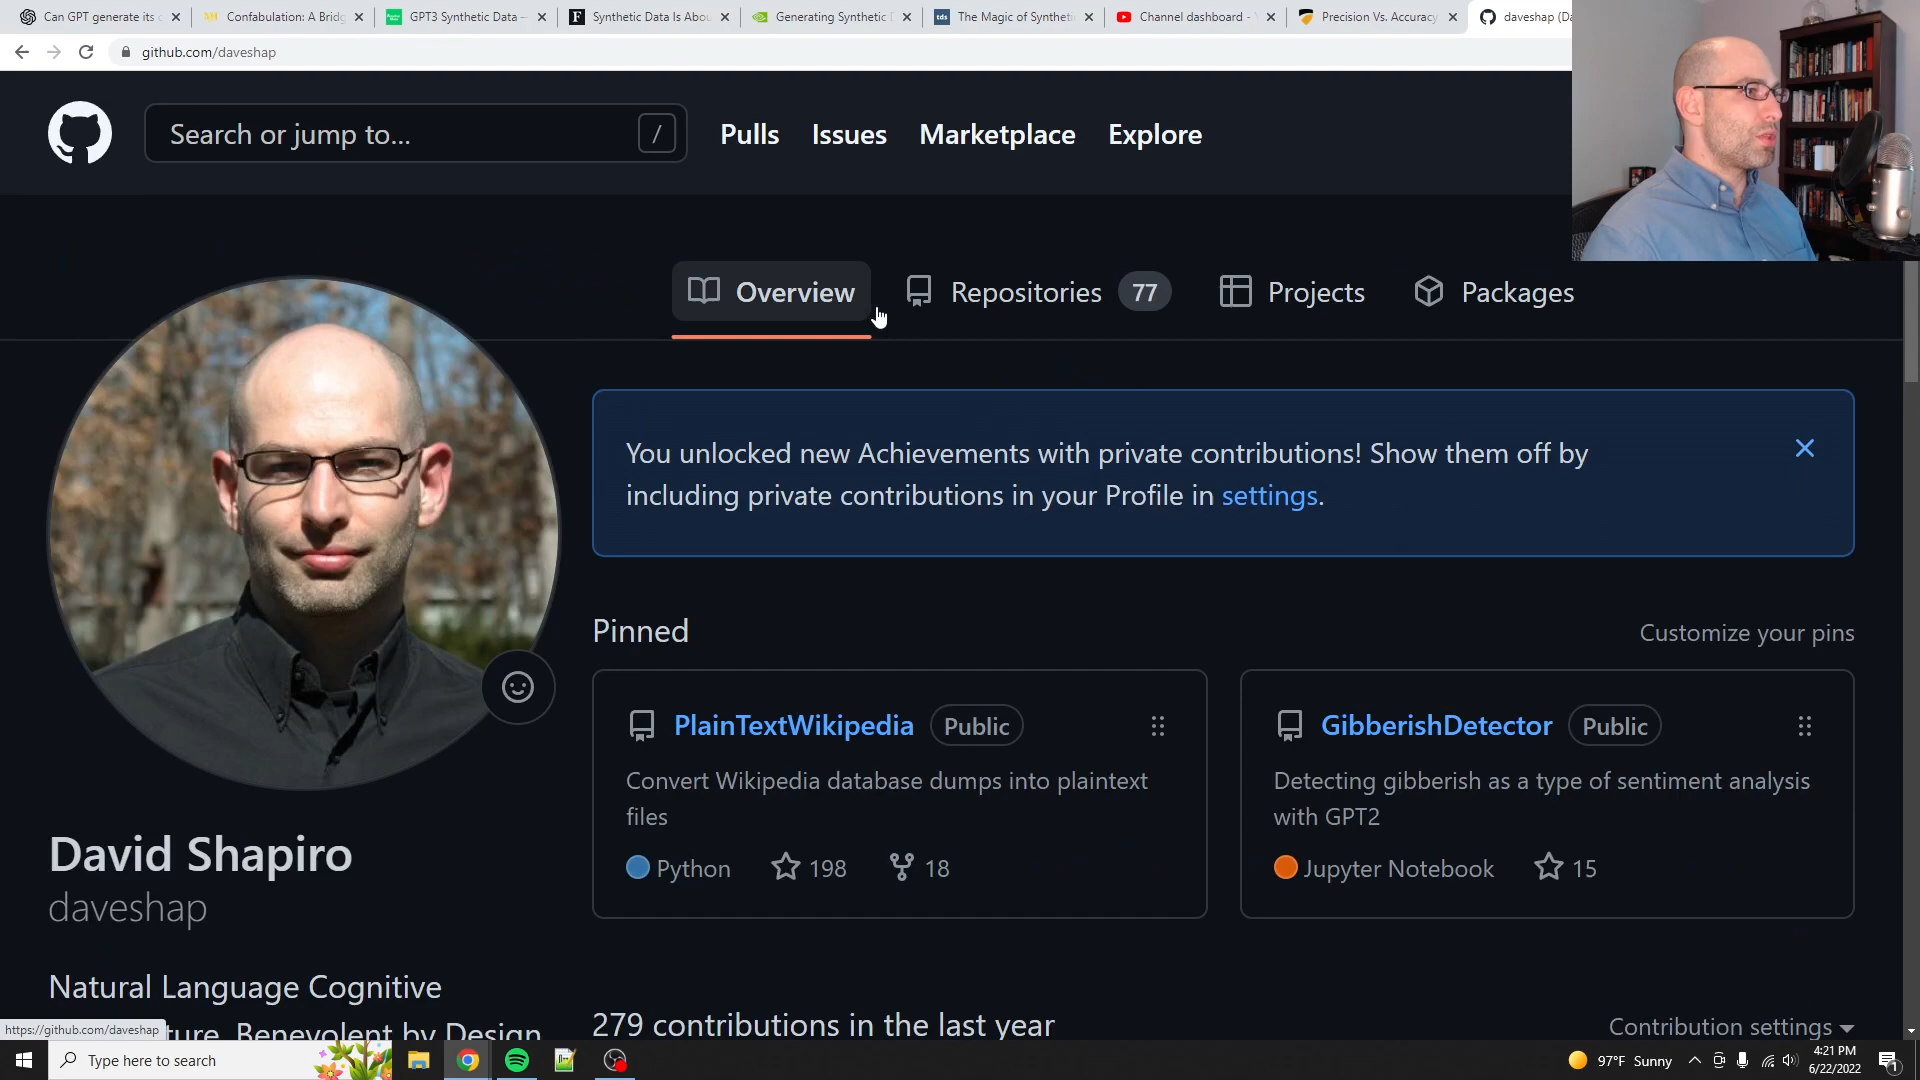 Can GPT generate its
Confabulation: A Bridg
GPT3 Synthetic Data –
Synthetic Data Is Abou
Generating Synthetic D
The Magic of Syntheti
Channel dashboard -
Precision Vs. Accuracy
daveshap (Da
github.com/daveshap
Search or jump to...
/
Pulls
Issues
Marketplace
Explore
Overview
Repositories 77
Projects
Packages
You unlocked new Achievements with private contributions! Show them off by
including private contributions in your Profile in settings.
Pinned
Customize your pins
PlainTextWikipedia Public
Convert Wikipedia database dumps into plaintext
files
Python 198 18
GibberishDetector Public
Detecting gibberish as a type of sentiment analysis
with GPT2
Jupyter Notebook 15
David Shapiro
daveshap
Natural Language Cognitive
ture, Benevolent by Design
279 contributions in the last year
Contribution settings
https://github.com/daveshap
Type here to search
97°F Sunny
4:21 PM
6/22/2022
1